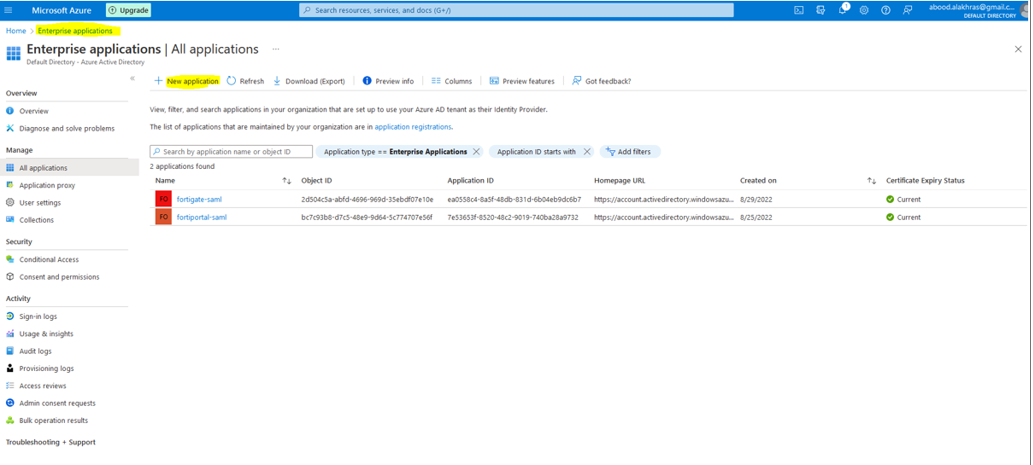 Microsoft Azure
Upgrade
Search resources, services, and docs (G+/)
1
abood.alakhras@gmail.c...
DEFAULT DIRECTORY
Home > Enterprise applications
Enterprise applications | All applications ...
Default Directory - Azure Active Directory
«
+ New application
Refresh
Download (Export)
Preview info
Columns
Preview features
Got feedback?
Overview
Overview
Diagnose and solve problems
Manage
All applications
Application proxy
User settings
Collections
Security
Conditional Access
Consent and permissions
Activity
Sign-in logs
Usage & insights
Audit logs
Provisioning logs
Access reviews
Admin consent requests
Bulk operation results
Troubleshooting + Support
View, filter, and search applications in your organization that are set up to use your Azure AD tenant as their Identity Provider.
The list of applications that are maintained by your organization are in application registrations.
Search by application name or object ID
Application type == Enterprise Applications
Application ID starts with
Add filters
2 applications found
Name Object ID Application ID Homepage URL Created on Certificate Expiry Status
FO fortigate-saml 2d504c5a-abfd-4696-969d-35ebdf07e10e ea0558c4-8a5f-48db-831d-6b04eb9dc6b7 https://account.activedirectory.windowsazu... 8/29/2022 Current
FO fortiportal-saml bc7c93b8-d7c5-48e9-9d64-5c774707e56f 7e53653f-8520-48c2-9019-740ba28a9732 https://account.activedirectory.windowsazu... 8/25/2022 Current